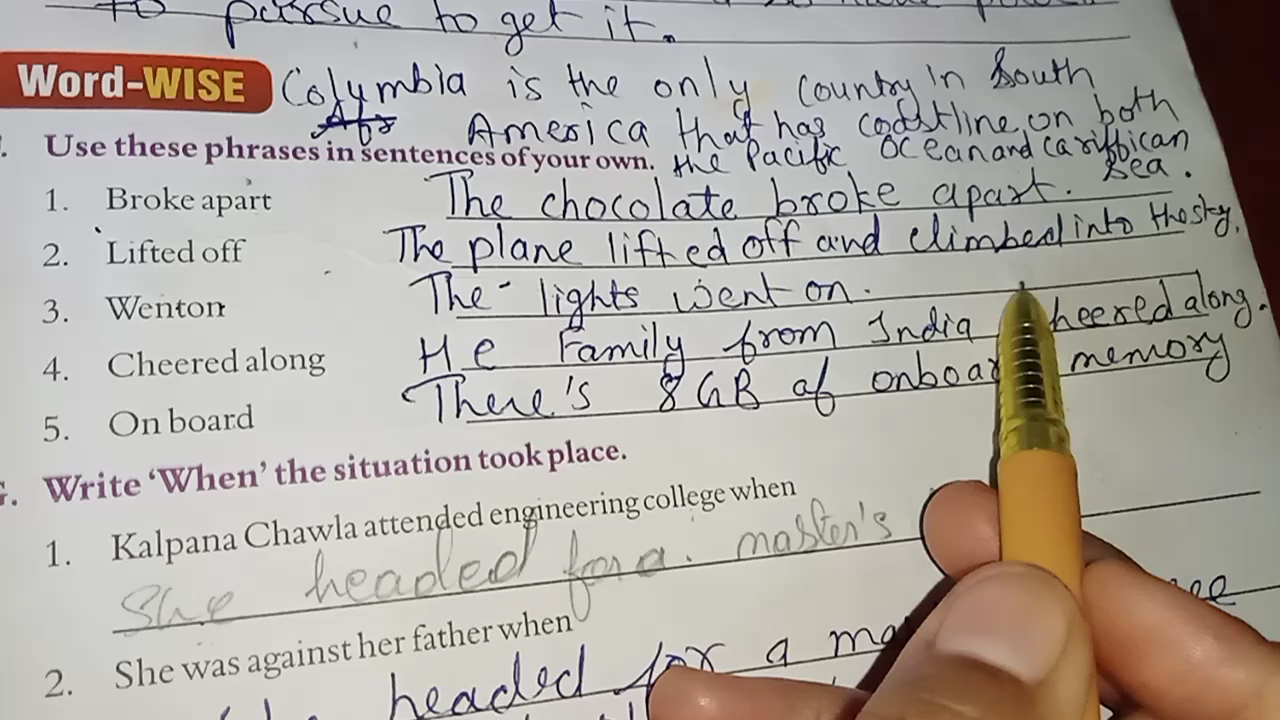 to pursue to get it.
Word-WISE Columbia is the only country in South
America that has coastline on both
Use these phrases in sentences of your own. the Pacific Ocean and cariffican
Sea.
1. Broke apart The chocolate broke apart.
2. Lifted off The plane lifted off and climbed into the sky.
3. Wenton The lights went on.
4. Cheered along He Family from India cheered along.
5. On board There's 8 GB of onboard memory
Write 'When' the situation took place.
1. Kalpana Chawla attended engineering college when
She headed for a. master's
2. She was against her father when
headed for a